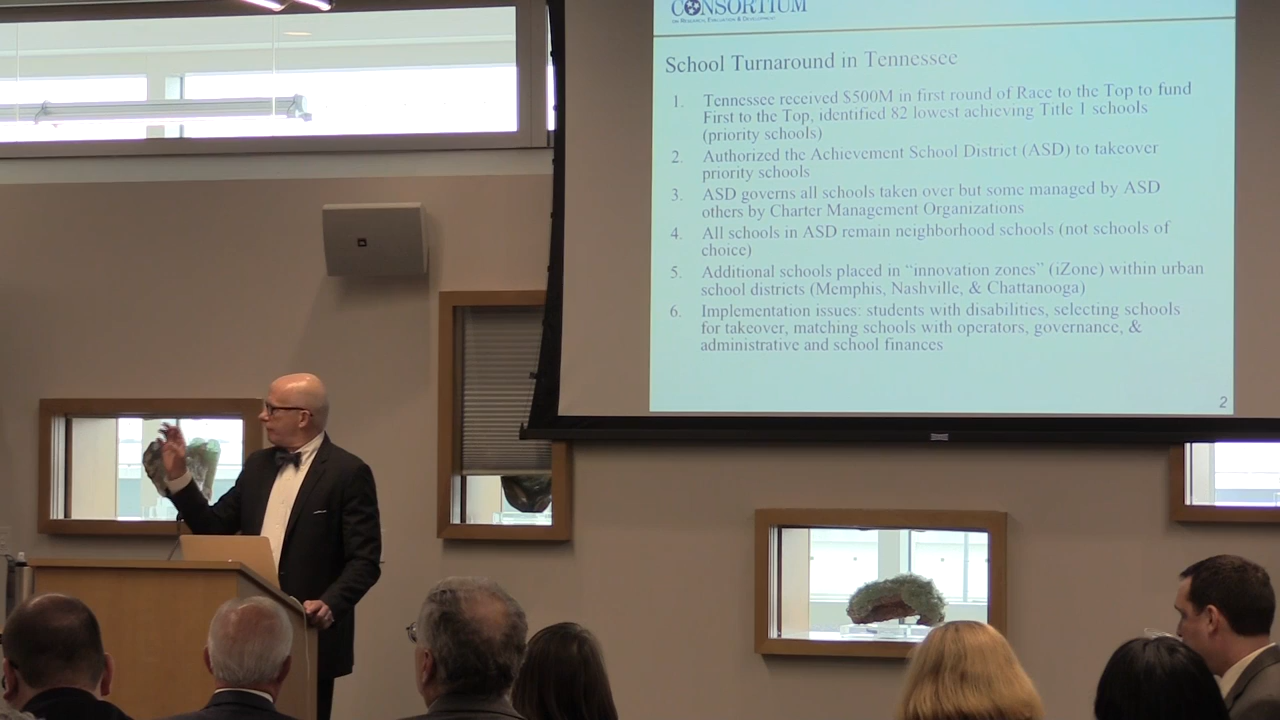 CONSORTIUM
ON RESEARCH, EVALUATION & DEVELOPMENT
School Turnaround in Tennessee
1. Tennessee received $500M in first round of Race to the Top to fund
First to the Top, identified 82 lowest achieving Title 1 schools
(priority schools)
2. Authorized the Achievement School District (ASD) to takeover
priority schools
3. ASD governs all schools taken over but some managed by ASD
others by Charter Management Organizations
4. All schools in ASD remain neighborhood schools (not schools of
choice)
5. Additional schools placed in “innovation zones” (iZone) within urban
school districts (Memphis, Nashville, & Chattanooga)
6. Implementation issues: students with disabilities, selecting schools
for takeover, matching schools with operators, governance, &
administrative and school finances
2